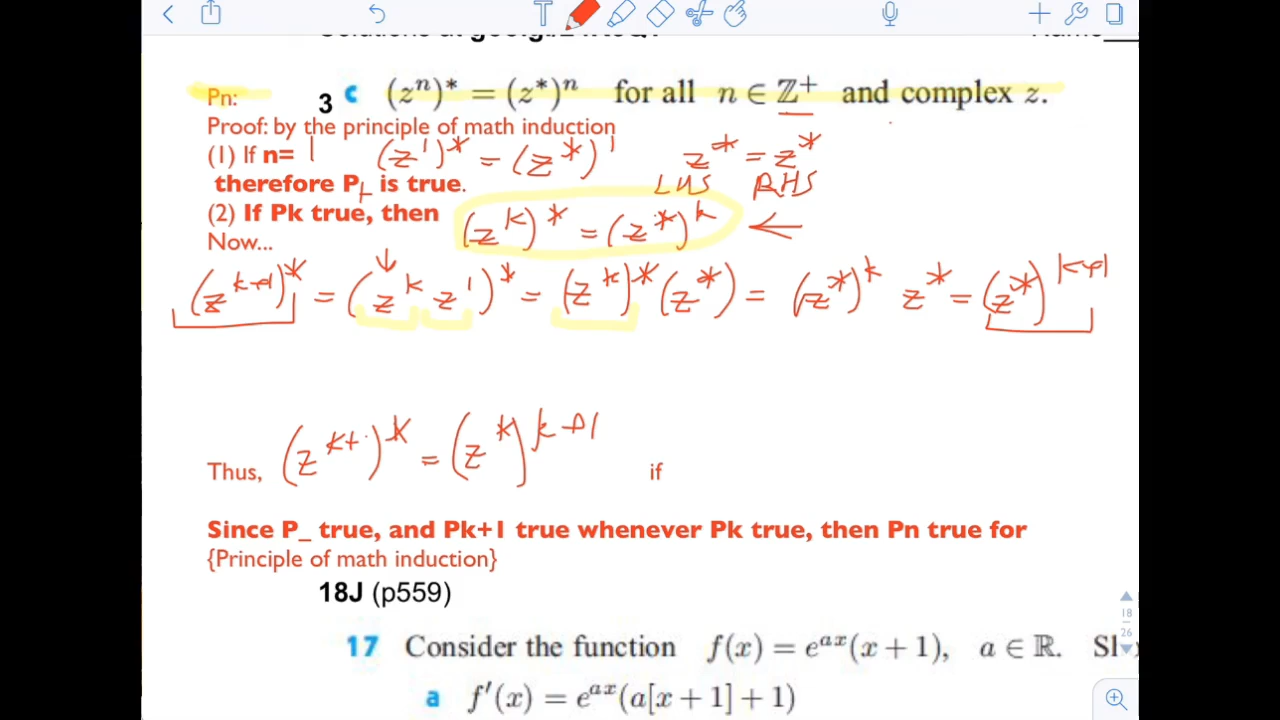 Pn: 3 c (zⁿ)* = (z*)ⁿ for all n ∈ ℤ⁺ and complex z.
Proof: by the principle of math induction
(1) If n= 1 (z¹)* = (z*)¹ z* = z*
therefore P1 is true. LHS RHS
(2) If Pk true, then (z^k)* = (z*)^k ←
Now...
(z^(k+1))* = (z^k z¹)* = (z^k)* (z*) = (z*)^k z* = (z*)^(k+1)
Thus, (z^(k+1))* = (z*)^(k+1) if
Since P_ true, and Pk+1 true whenever Pk true, then Pn true for
{Principle of math induction}
18J (p559)
17 Consider the function f(x) = e^(ax)(x + 1), a ∈ ℝ.
a f′(x) = e^(ax)(a[x + 1] + 1)
18
26